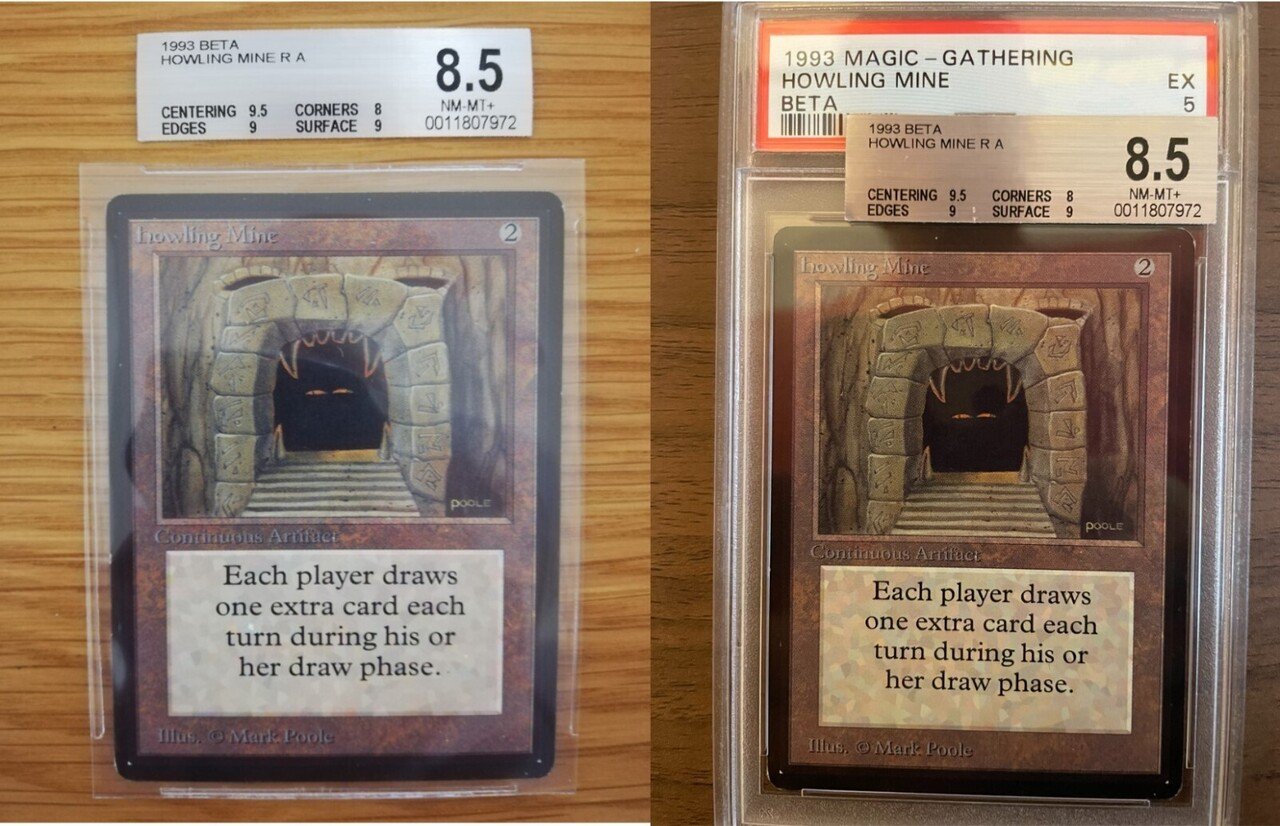 1993 BETA
HOWLING MINE R A
8.5
CENTERING 9.5 CORNERS 8
NM-MT+
EDGES 9 SURFACE 9
0011807972
Howling Mine 2
POOLE
Continuous Artifact
Each player draws
one extra card each
turn during his or
her draw phase.
Illus. © Mark Poole
1993 MAGIC – GATHERING
HOWLING MINE EX
BETA 5
1993 BETA
HOWLING MINE R A
8.5
CENTERING 9.5 CORNERS 8
NM-MT+
EDGES 9 SURFACE 9
0011807972
Howling Mine 2
POOLE
Continuous Artifact
Each player draws
one extra card each
turn during his or
her draw phase.
Illus. © Mark Poole